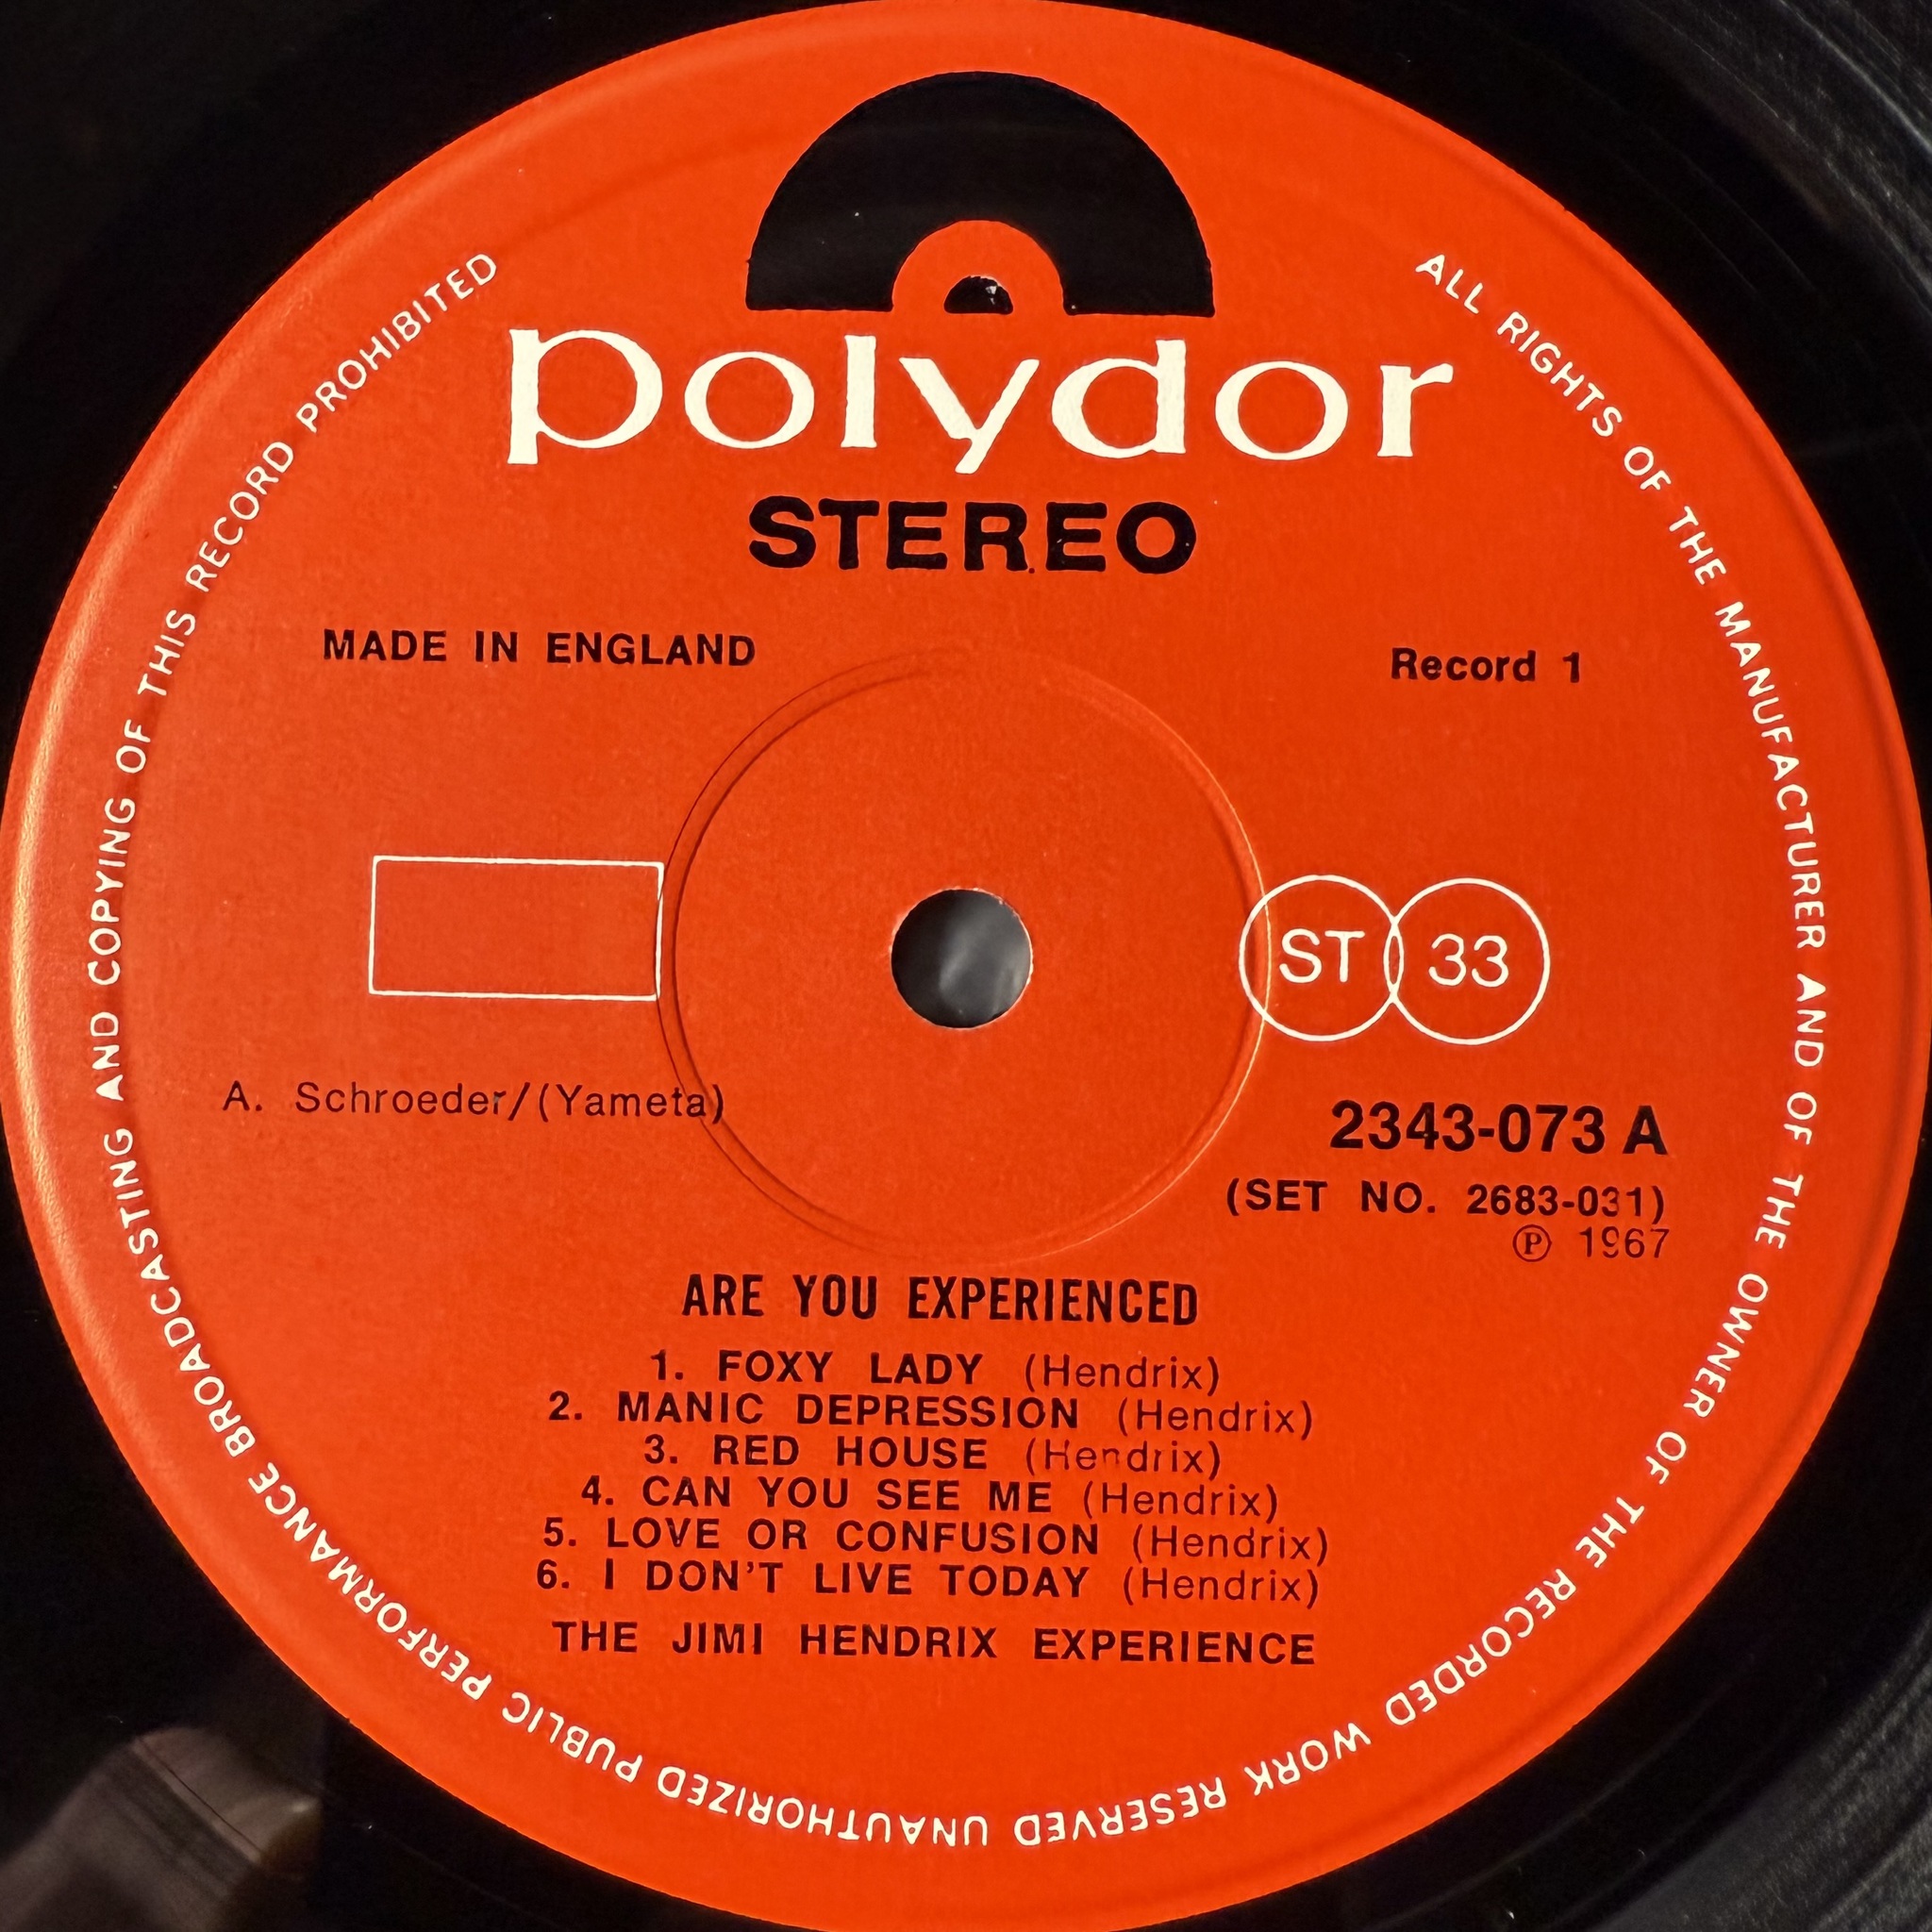 polydor
STEREO
MADE IN ENGLAND
Record 1
ST 33
A. Schroeder/(Yameta)
2343-073 A
(SET NO. 2683-031)
℗ 1967
ARE YOU EXPERIENCED
1. FOXY LADY (Hendrix)
2. MANIC DEPRESSION (Hendrix)
3. RED HOUSE (Hendrix)
4. CAN YOU SEE ME (Hendrix)
5. LOVE OR CONFUSION (Hendrix)
6. I DON'T LIVE TODAY (Hendrix)
THE JIMI HENDRIX EXPERIENCE
ALL RIGHTS OF THE MANUFACTURER AND OF THE OWNER OF THE RECORDED WORK RESERVED UNAUTHORIZED PUBLIC PERFORMANCE BROADCASTING AND COPYING OF THIS RECORD PROHIBITED